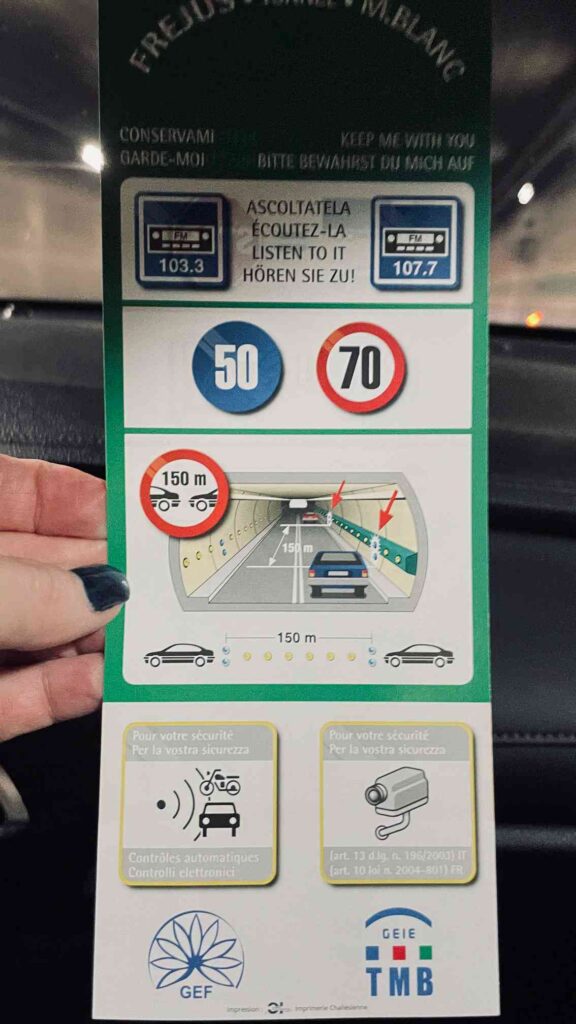 FREJUS • TUNNEL • M.BLANC
CONSERVAMI
GARDE-MOI
KEEP ME WITH YOU
BITTE BEWAHRST DU MICH AUF
FM
103.3
ASCOLTATELA
ÉCOUTEZ-LA
LISTEN TO IT
HÖREN SIE ZU!
FM
107.7
50
70
150 m
150 m
150 m
Pour votre sécurité
Per la vostra sicurezza
Contrôles automatiques
Controlli elettronici
Pour votre sécurité
Per la vostra sicurezza
(art. 13 d.lg. n. 196/2003) IT
(art. 10 loi n. 2004-801) FR
GEF
GEIE
TMB
Impression : Imprimerie Chaliesienne